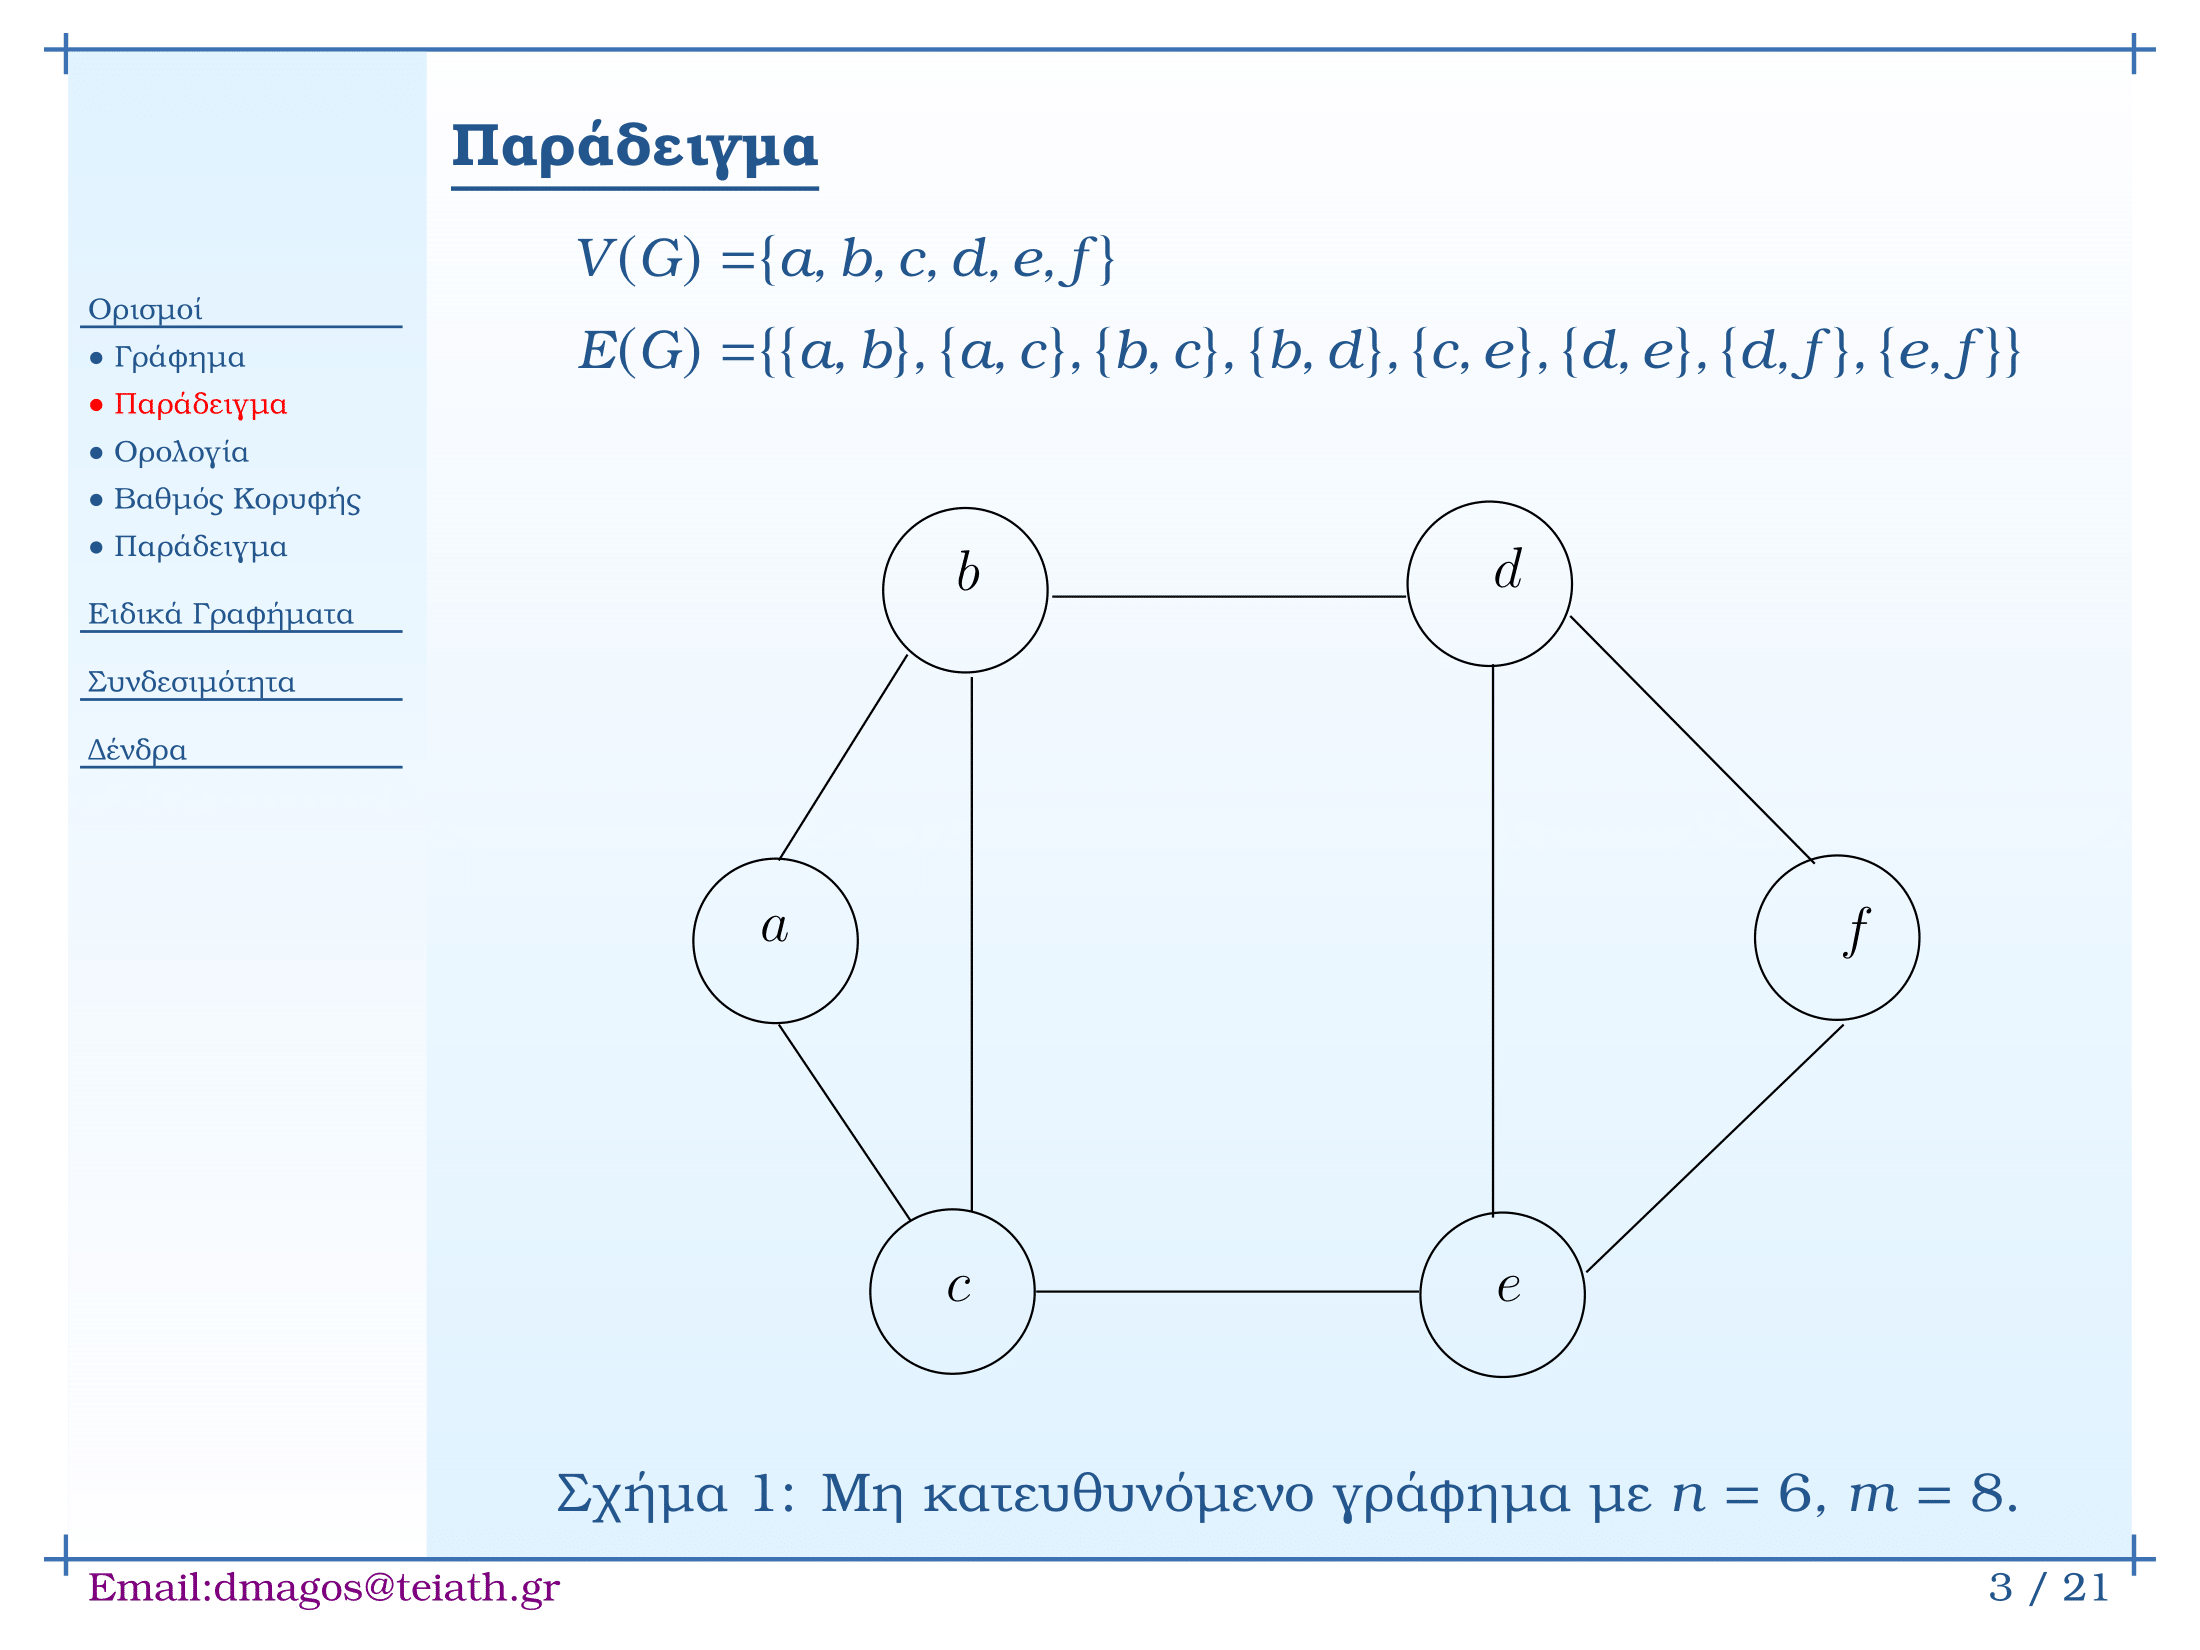 Παράδειγμα
V(G) ={a, b, c, d, e, f}
E(G) ={{a, b}, {a, c}, {b, c}, {b, d}, {c, e}, {d, e}, {d, f}, {e, f}}
Ορισμοί
• Γράφημα
• Παράδειγμα
• Ορολογία
• Βαθμός Κορυφής
• Παράδειγμα
Ειδικά Γραφήματα
Συνδεσιμότητα
Δένδρα
b
d
a
f
c
e
Σχήμα 1: Μη κατευθυνόμενο γράφημα με n = 6, m = 8.
Email:dmagos@teiath.gr
3 / 21